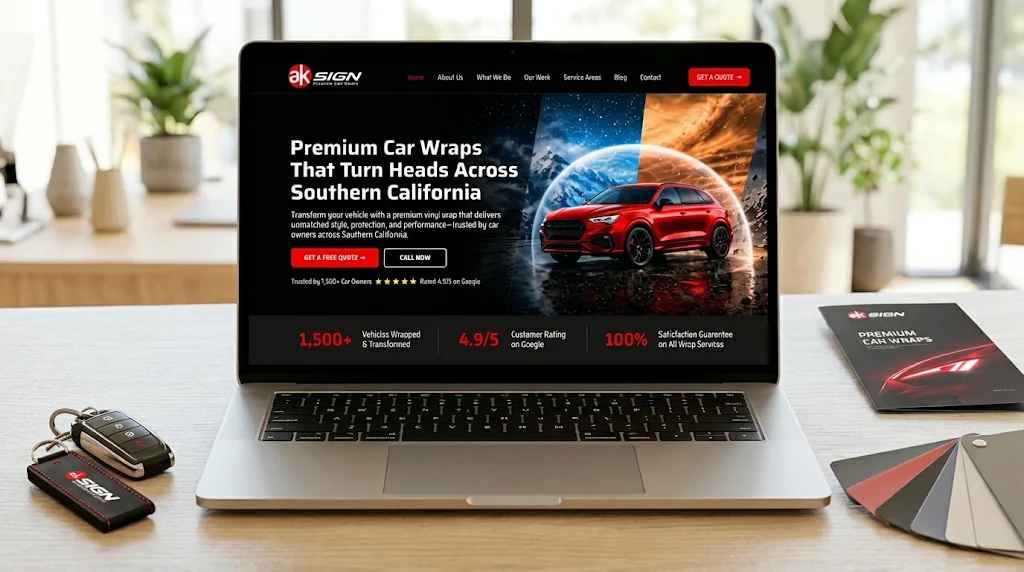 ak SIGN
Home
About Us
What We Be
Our Work
Service Areas
Blog
Contact
GET A QUOTE →
Premium Car Wraps
That Turn Heads Across
Southern California
Transform your vehicle with a premium vinyl wrap that delivers
unmatched style, protection, and performance—trusted by car
owners across Southern California.
GET A FREE QVOTZ →
CALL NOW
Trusted by 1,500+ Car Owners ★★★★★ Rated 4.9/5 on Google
1,500+
Vehicles Wrapped
& Transformed
4.9/5
Customer Rating
on Google
100%
Satisfaction Guarantee
on All Wrap Servicss
ak SIGN
PREMIUM
CAR WRAPS
ak SIGN